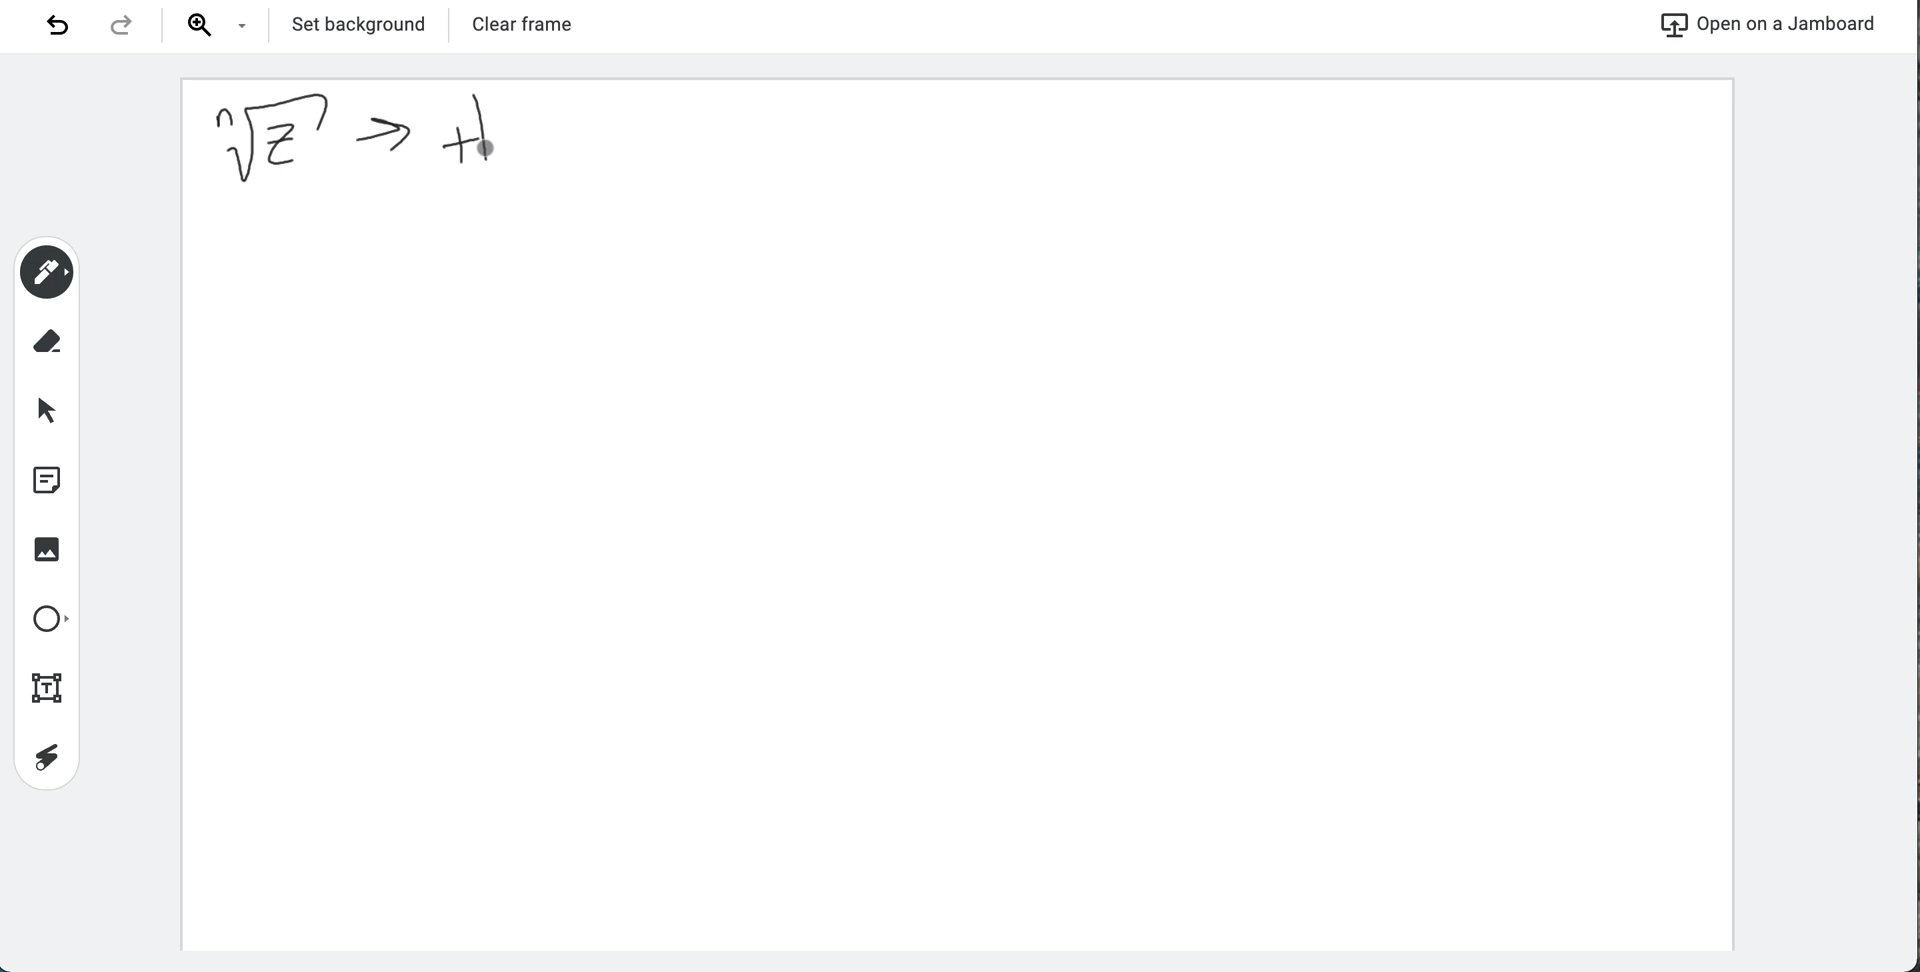 Set background Clear frame Open on a Jamboard
ⁿ√z → +
T